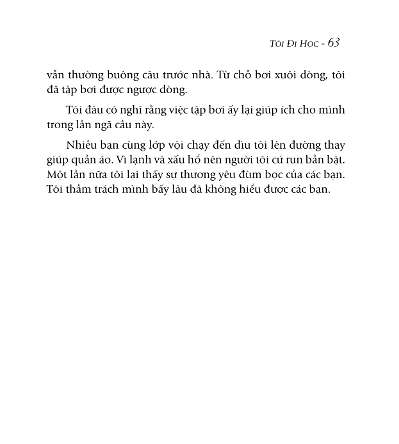 TÔI ĐI HỌC - 63
vẫn thường buông câu trước nhà. Từ chỗ bơi xuôi dòng, tôi
đã tập bơi được ngược dòng.
Tôi đâu có nghĩ rằng việc tập bơi ấy lại giúp ích cho mình
trong lần ngã cầu này.
Nhiều bạn cùng lớp vội chạy đến dìu tôi lên đường thay
giúp quần áo. Vì lạnh và xấu hổ nên người tôi cứ run bần bật.
Một lần nữa tôi lại thấy sự thương yêu đùm bọc của các bạn.
Tôi thầm trách mình bấy lâu đã không hiểu được các bạn.